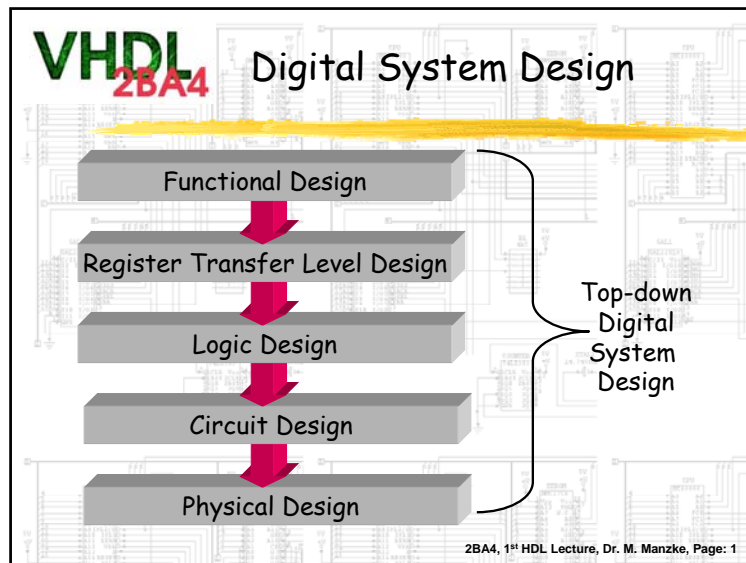 VHDL
2BA4
Digital System Design
Functional Design
Register Transfer Level Design
Logic Design
Circuit Design
Physical Design
Top-down
Digital
System
Design
2BA4, 1st HDL Lecture, Dr. M. Manzke, Page: 1